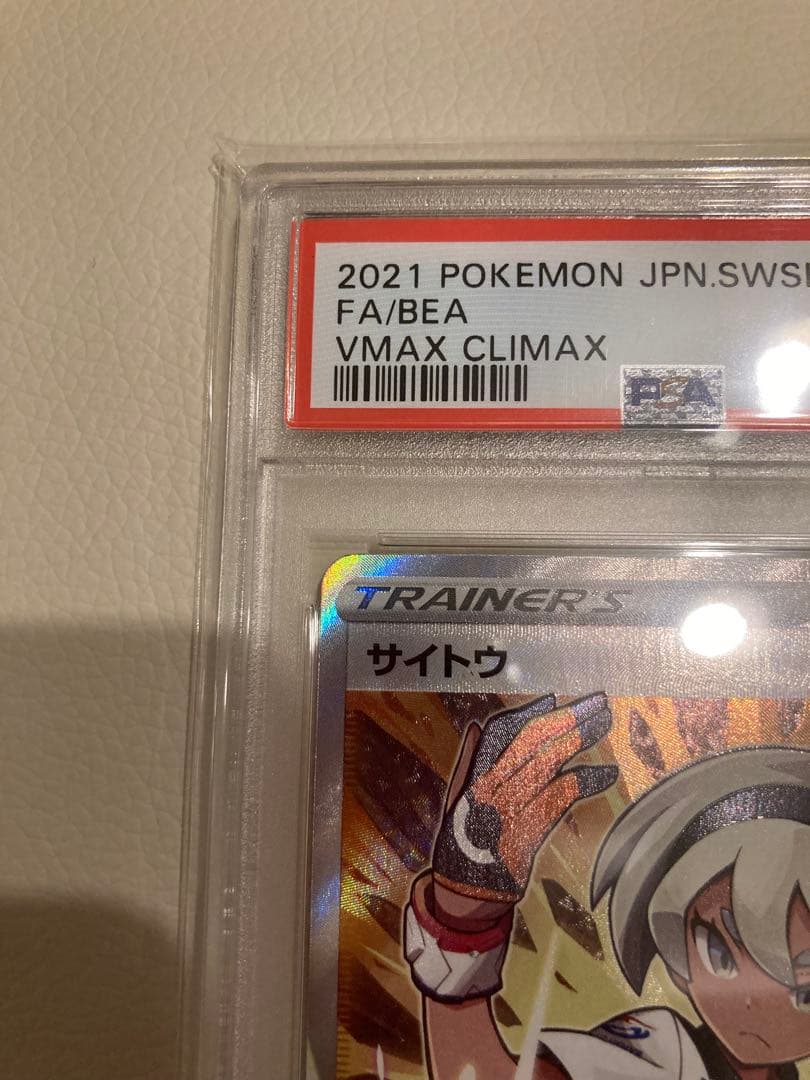 2021 POKEMON JPN.SWSH
FA/BEA
VMAX CLIMAX
PSA
TRAINER'S
サイトウ